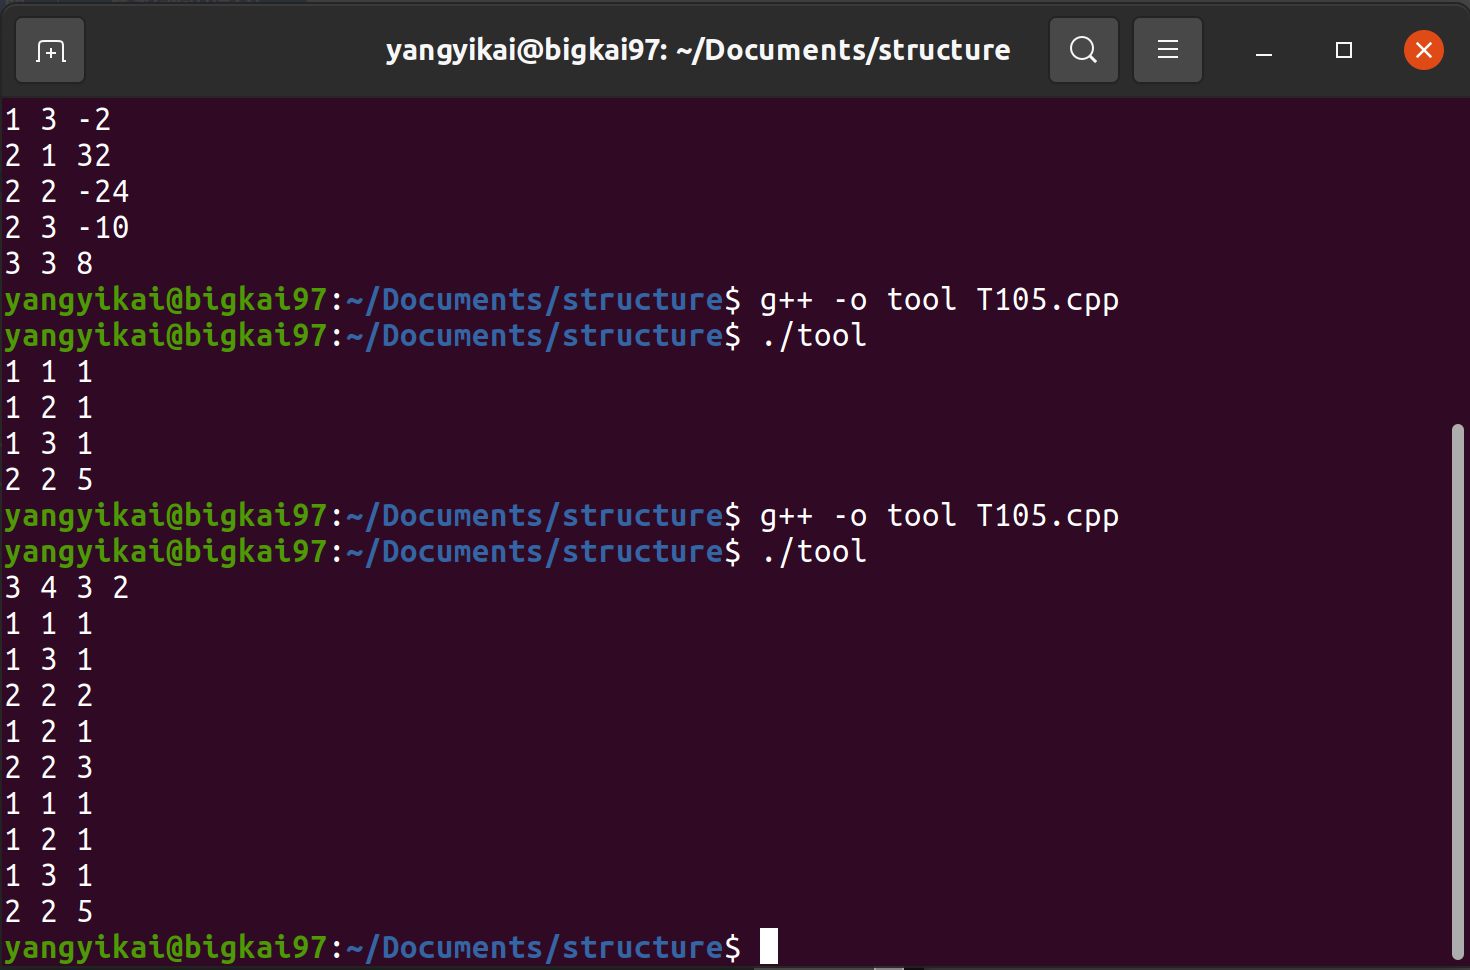 yangyikai@bigkai97: ~/Documents/structure
1 3 -2
2 1 32
2 2 -24
2 3 -10
3 3 8
yangyikai@bigkai97:~/Documents/structure$ g++ -o tool T105.cpp
yangyikai@bigkai97:~/Documents/structure$ ./tool
1 1 1
1 2 1
1 3 1
2 2 5
yangyikai@bigkai97:~/Documents/structure$ g++ -o tool T105.cpp
yangyikai@bigkai97:~/Documents/structure$ ./tool
3 4 3 2
1 1 1
1 3 1
2 2 2
1 2 1
2 2 3
1 1 1
1 2 1
1 3 1
2 2 5
yangyikai@bigkai97:~/Documents/structure$